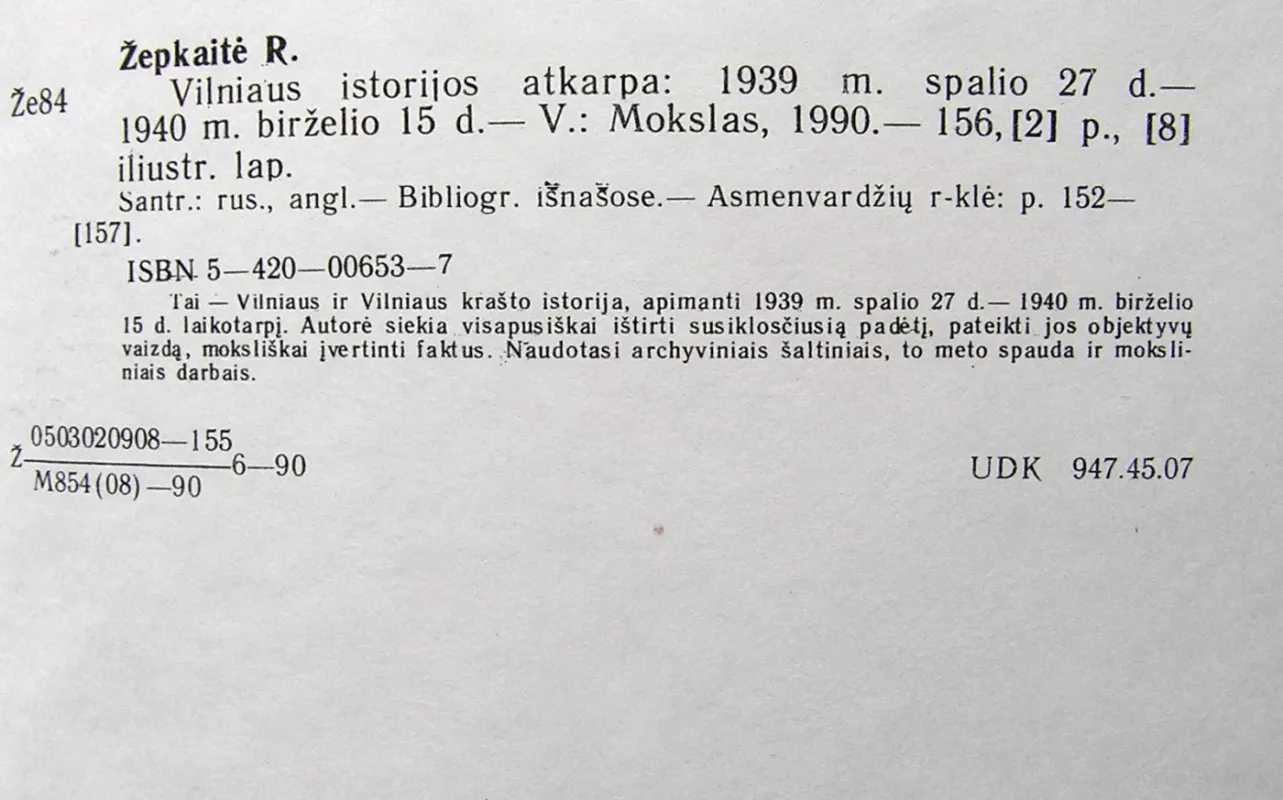 Žepkaitė R.
Že84
Vilniaus istorijos atkarpa: 1939 m. spalio 27 d.—
1940 m. birželio 15 d.— V.: Mokslas, 1990.— 156, [2] p., [8]
iliustr. lap.
Santr.: rus., angl.— Bibliogr. išnašose.— Asmenvardžių r-klė: p. 152—
[157].
ISBN 5—420—00653—7
Tai — Vilniaus ir Vilniaus krašto istorija, apimanti 1939 m. spalio 27 d.— 1940 m. birželio
15 d. laikotarpį. Autorė siekia visapusiškai ištirti susiklosčiusią padėtį, pateikti jos objektyvų
vaizdą, moksliškai įvertinti faktus. Naudotasi archyviniais šaltiniais, to meto spauda ir moksli-
niais darbais.
0503020908—155
Ž 6—90
M854(08)—90
UDK 947.45.07